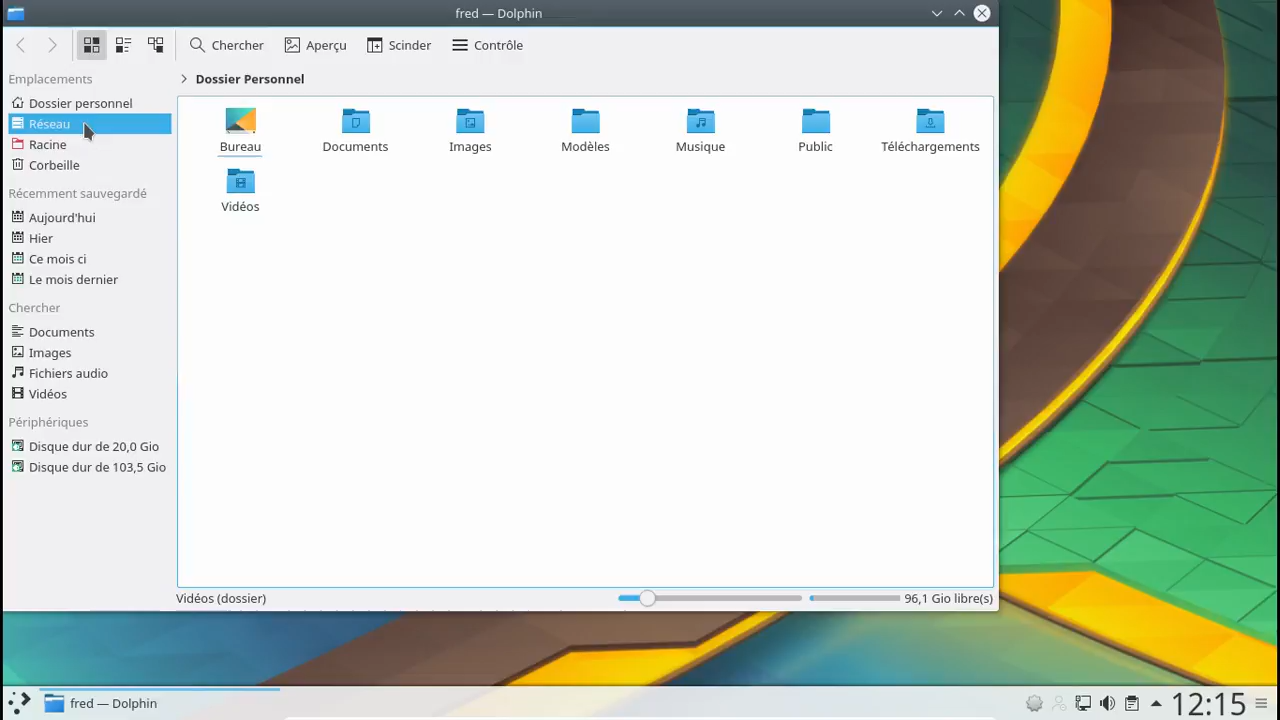 fred — Dolphin
Chercher
Aperçu
Scinder
Contrôle
Emplacements
Dossier personnel
Réseau
Racine
Corbeille
Récemment sauvegardé
Aujourd'hui
Hier
Ce mois ci
Le mois dernier
Chercher
Documents
Images
Fichiers audio
Vidéos
Périphériques
Disque dur de 20,0 Gio
Disque dur de 103,5 Gio
Dossier Personnel
Bureau
Documents
Images
Modèles
Musique
Public
Téléchargements
Vidéos
Vidéos (dossier)
96,1 Gio libre(s)
fred — Dolphin
12:15